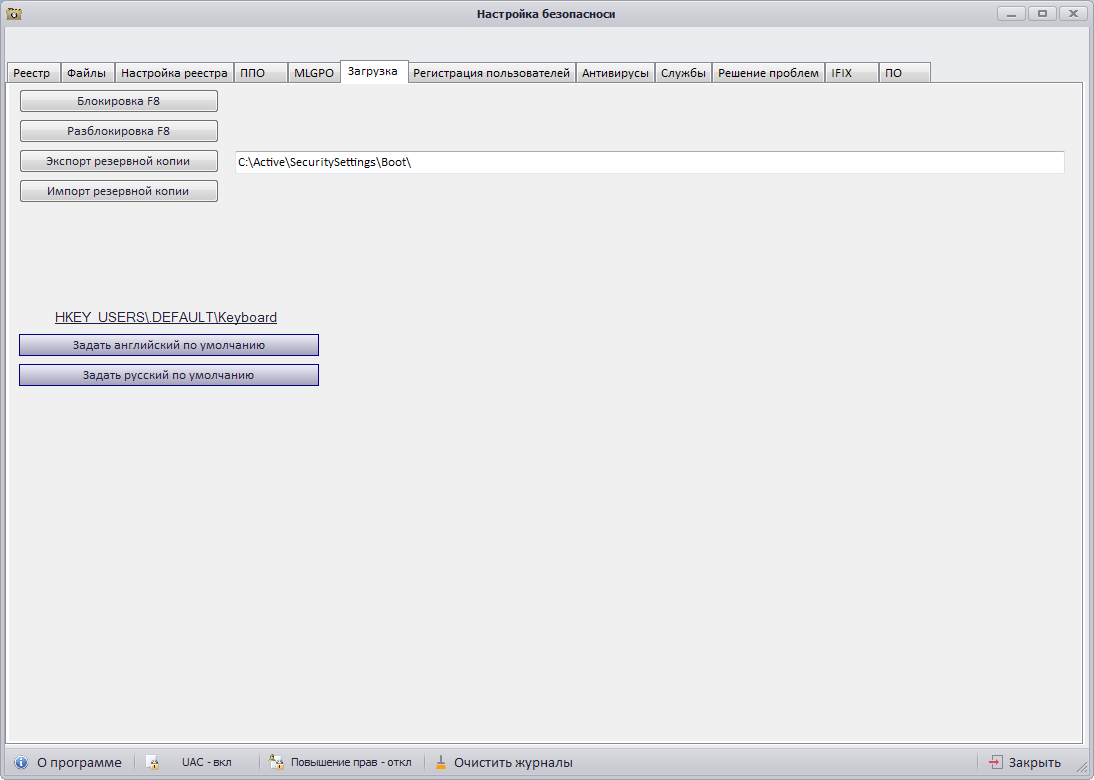 Настройка безопасноси
Реестр Файлы Настройка реестра ППО MLGPO Загрузка Регистрация пользователей Антивирусы Службы Решение проблем IFIX ПО
Блокировка F8
Разблокировка F8
Экспорт резервной копии C:\Active\SecuritySettings\Boot\
Импорт резервной копии
HKEY_USERS\.DEFAULT\Keyboard
Задать английский по умолчанию
Задать русский по умолчанию
О программе UAC - вкл Повышение прав - откл Очистить журналы Закрыть